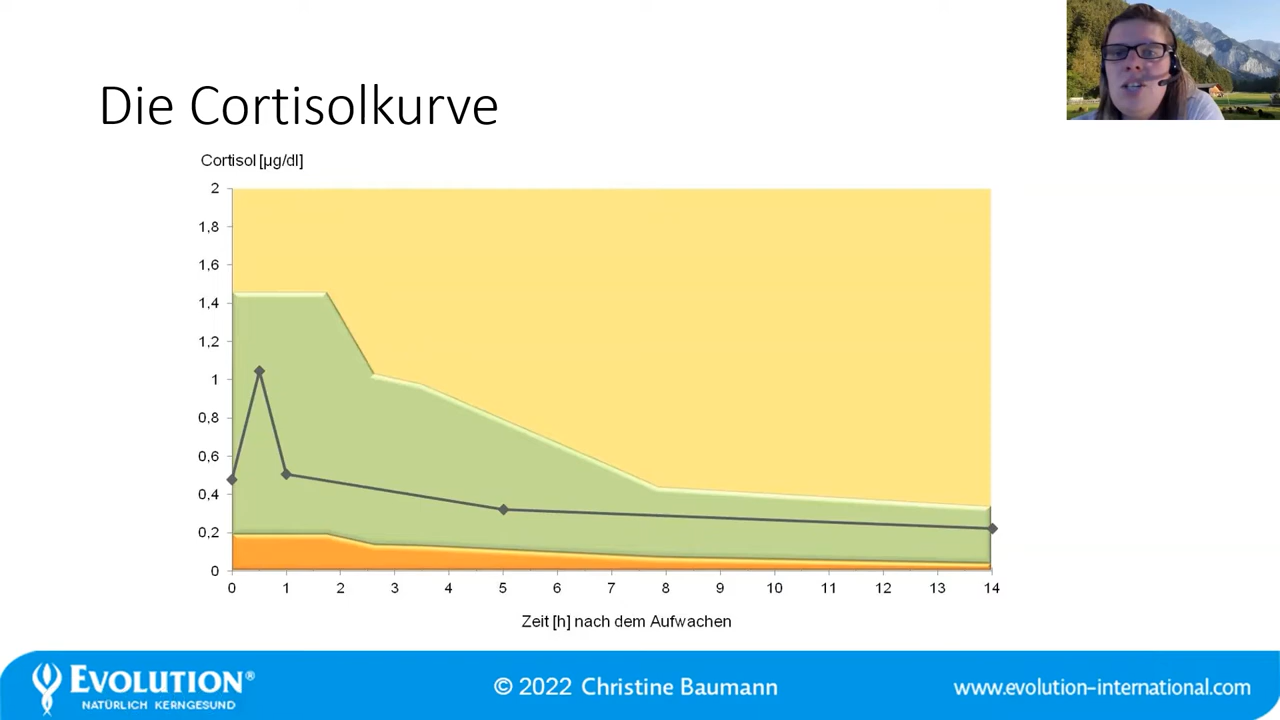 Die Cortisolkurve
Cortisol [µg/dl]
2
1,8
1,6
1,4
1,2
1
0,8
0,6
0,4
0,2
0
0 1 2 3 4 5 6 7 8 9 10 11 12 13 14
Zeit [h] nach dem Aufwachen
EVOLUTION®
NATÜRLICH KERNGESUND
© 2022 Christine Baumann
www.evolution-international.com